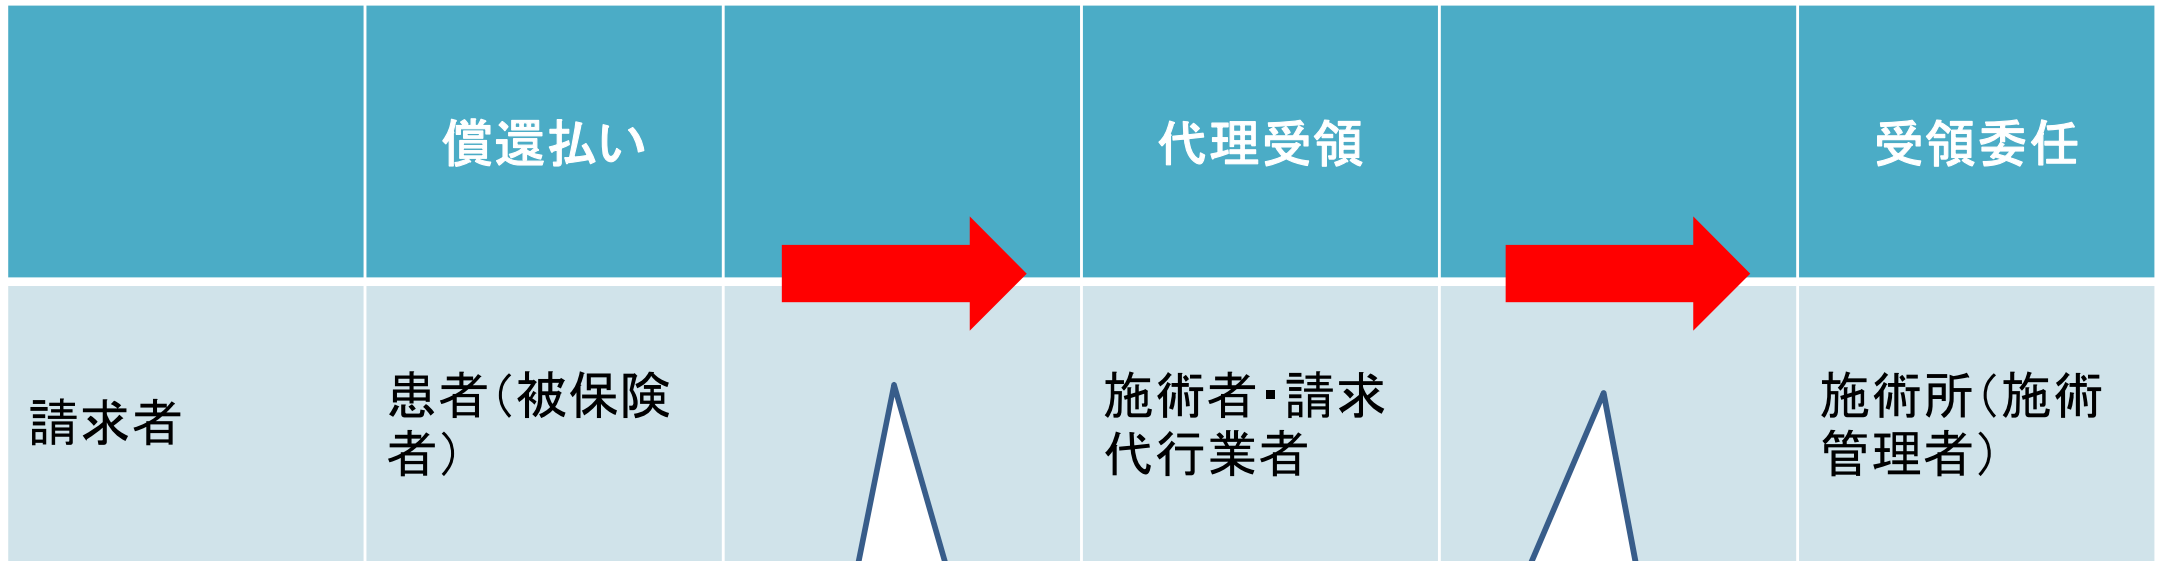 償還払い
代理受領
受領委任
請求者
患者（被保険
者）
施術者・請求
代行業者
施術所（施術
管理者）